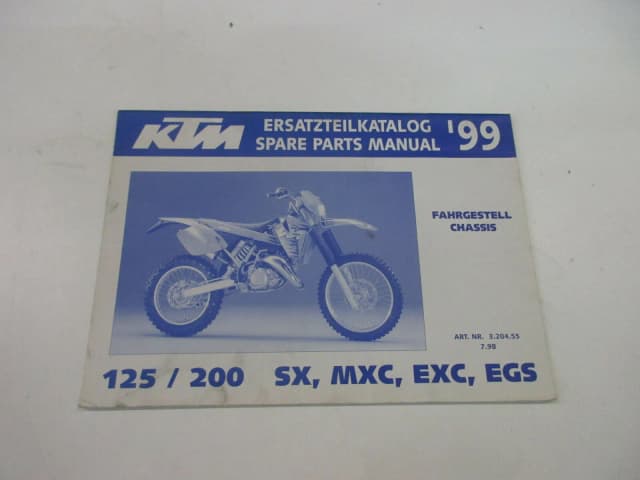 KTM
ERSATZTEILKATALOG
SPARE PARTS MANUAL
'99
FAHRGESTELL
CHASSIS
ART. NR. 3.204.55
7.98
125 / 200 SX, MXC, EXC, EGS